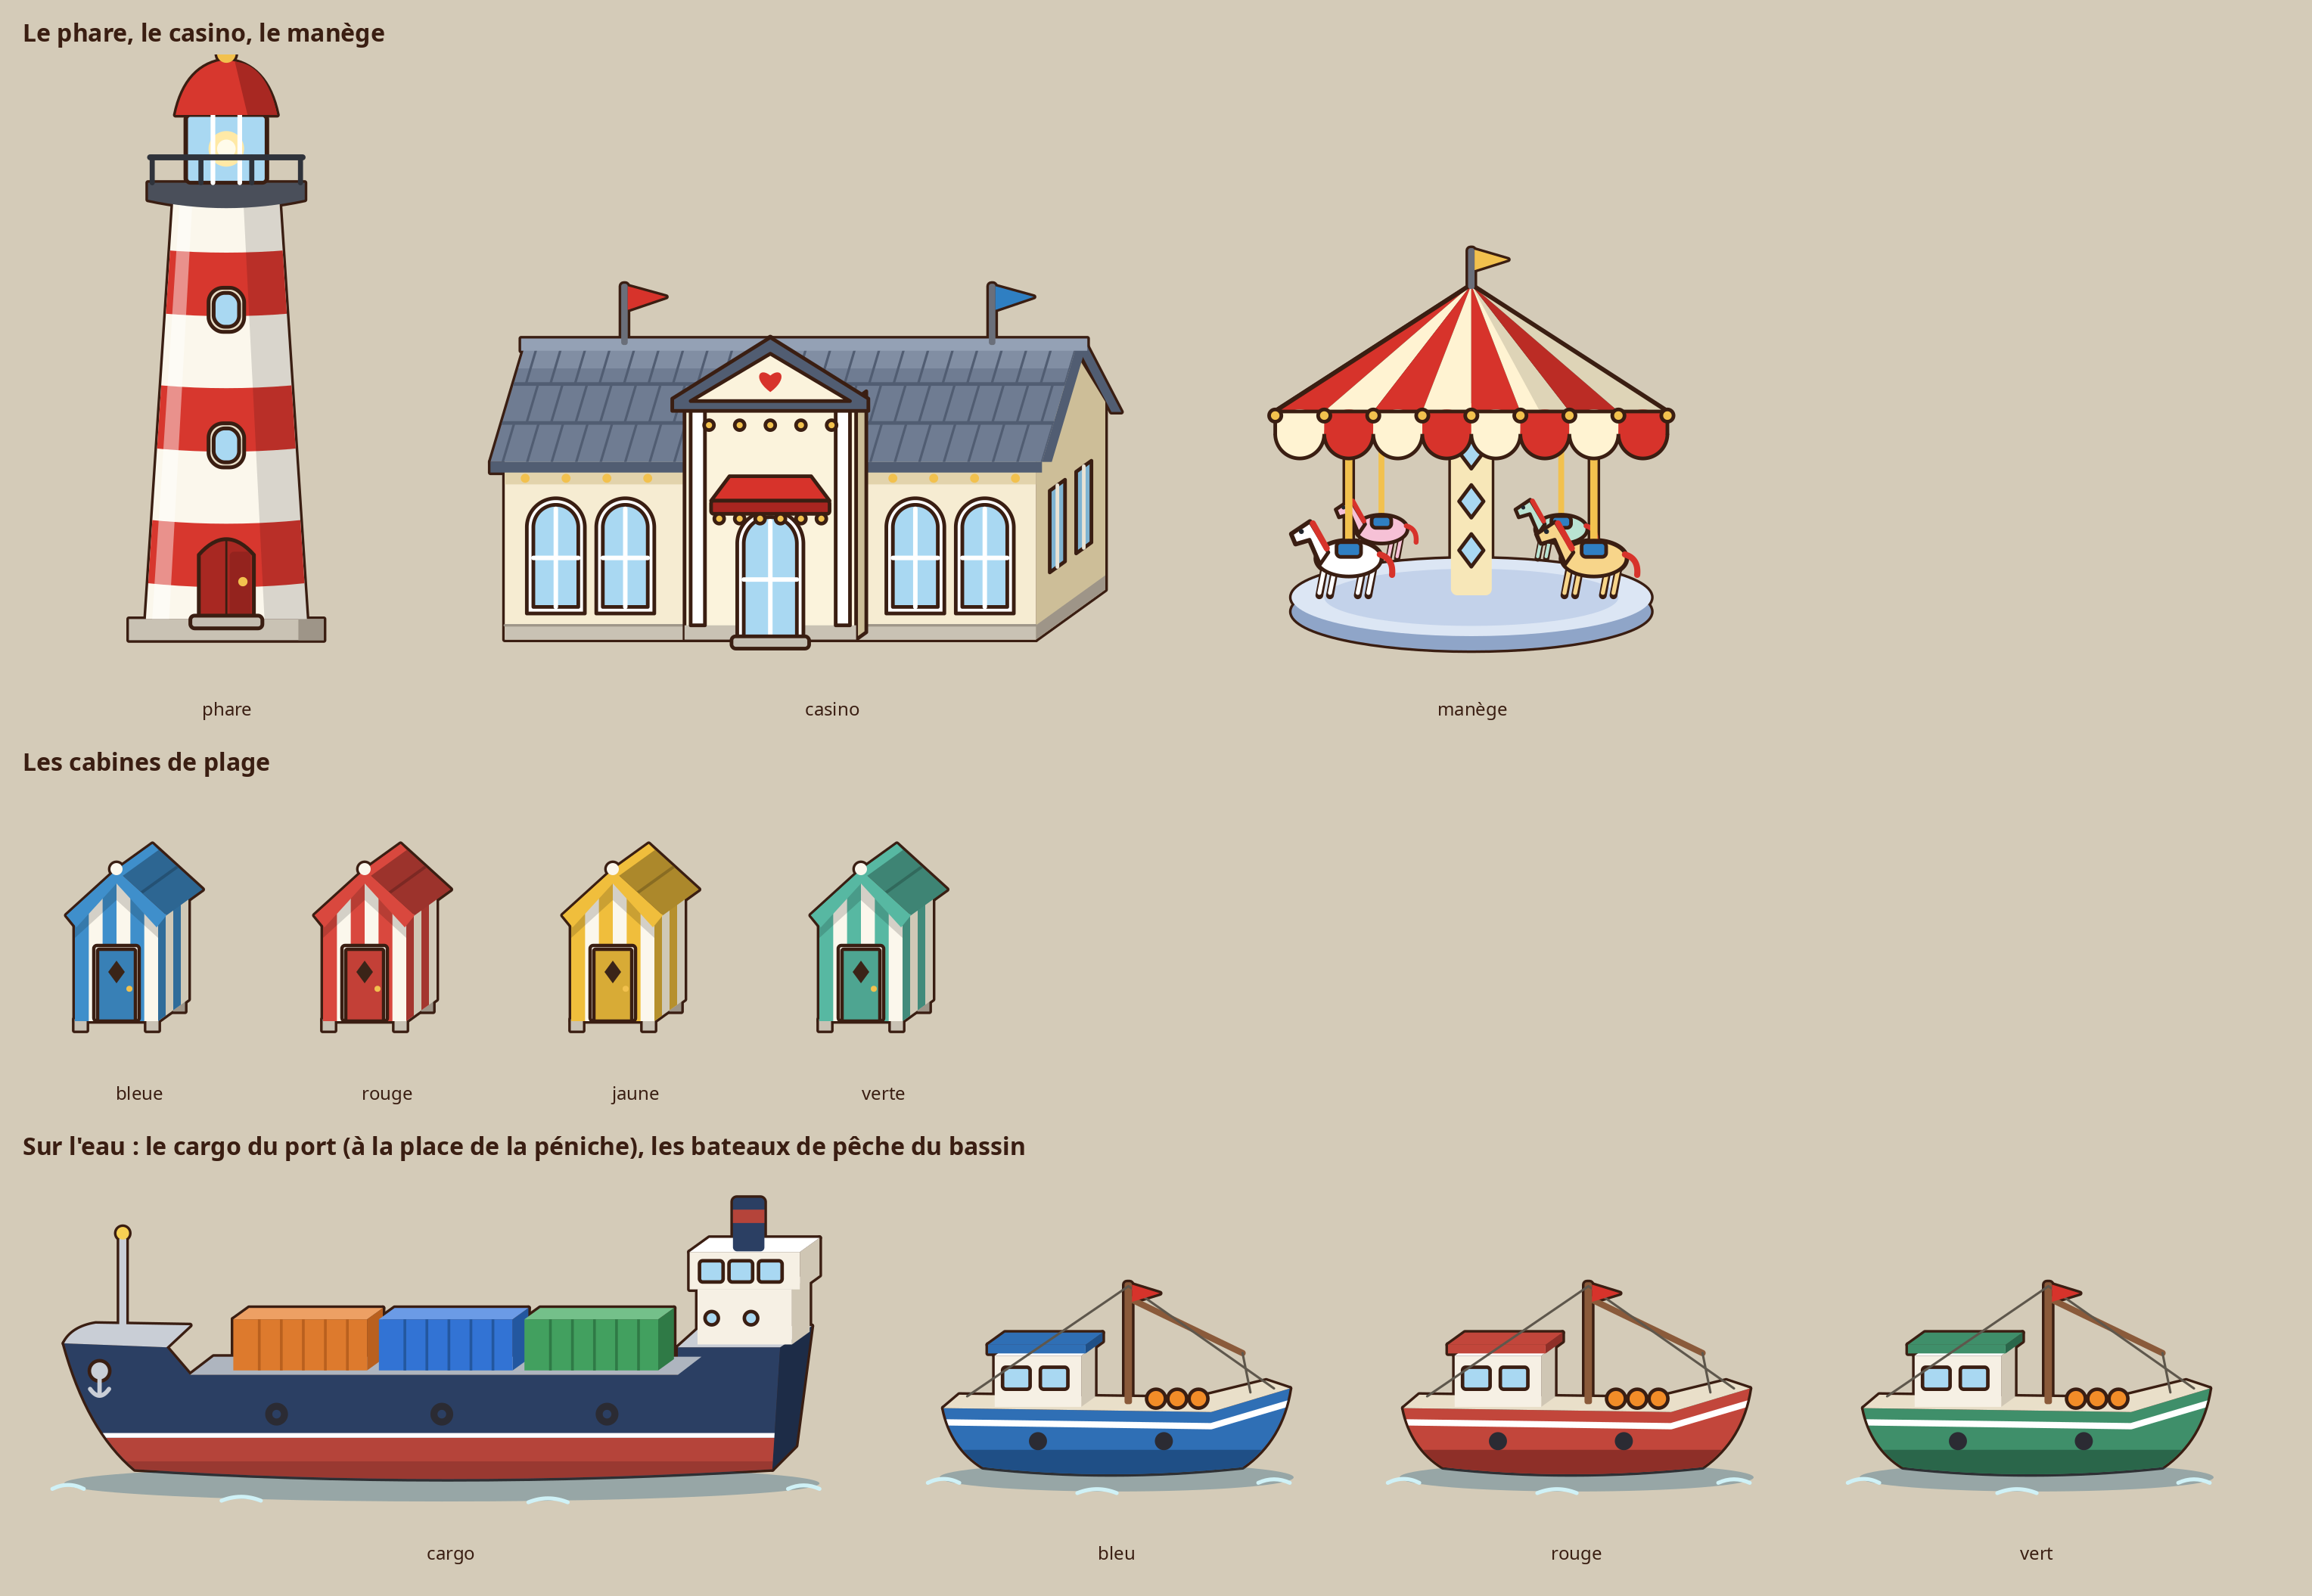 Le phare, le casino, le manège
phare
casino
manège
Les cabines de plage
bleue
rouge
jaune
verte
Sur l'eau : le cargo du port (à la place de la péniche), les bateaux de pêche du bassin
cargo
bleu
rouge
vert